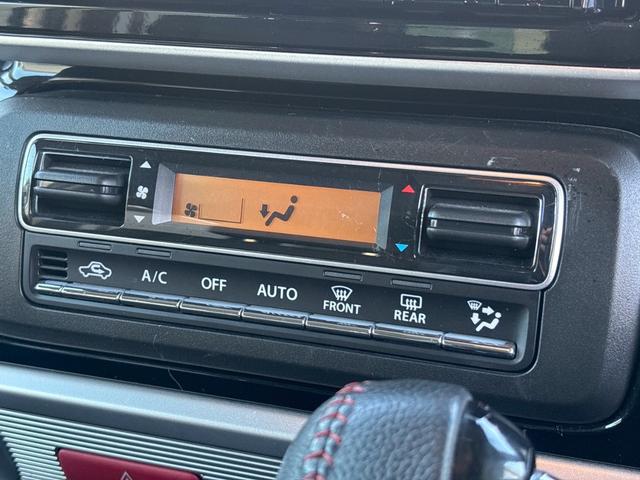 A/C OFF AUTO FRONT REAR